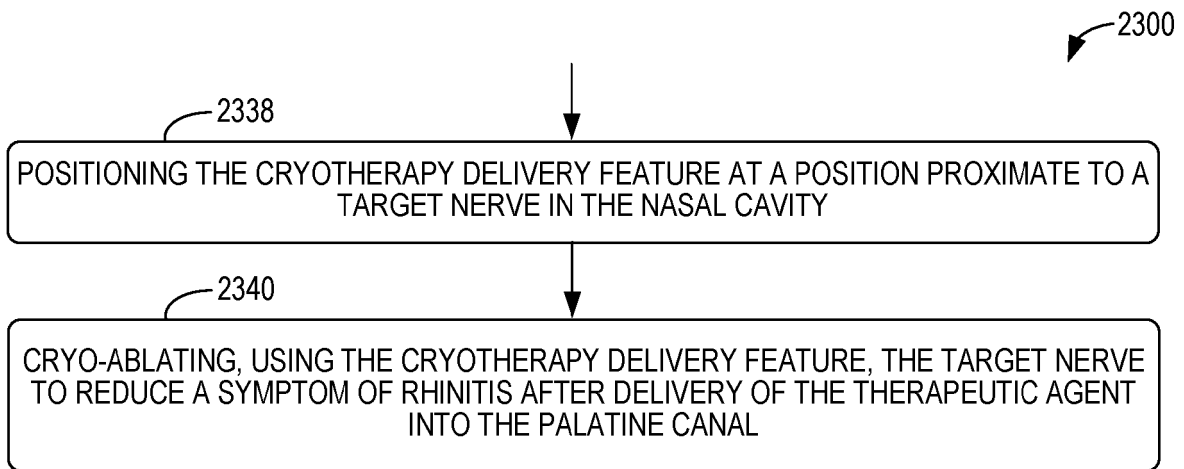 2300
2338
POSITIONING THE CRYOTHERAPY DELIVERY FEATURE AT A POSITION PROXIMATE TO A
TARGET NERVE IN THE NASAL CAVITY
2340
CRYO-ABLATING, USING THE CRYOTHERAPY DELIVERY FEATURE, THE TARGET NERVE
TO REDUCE A SYMPTOM OF RHINITIS AFTER DELIVERY OF THE THERAPEUTIC AGENT
INTO THE PALATINE CANAL